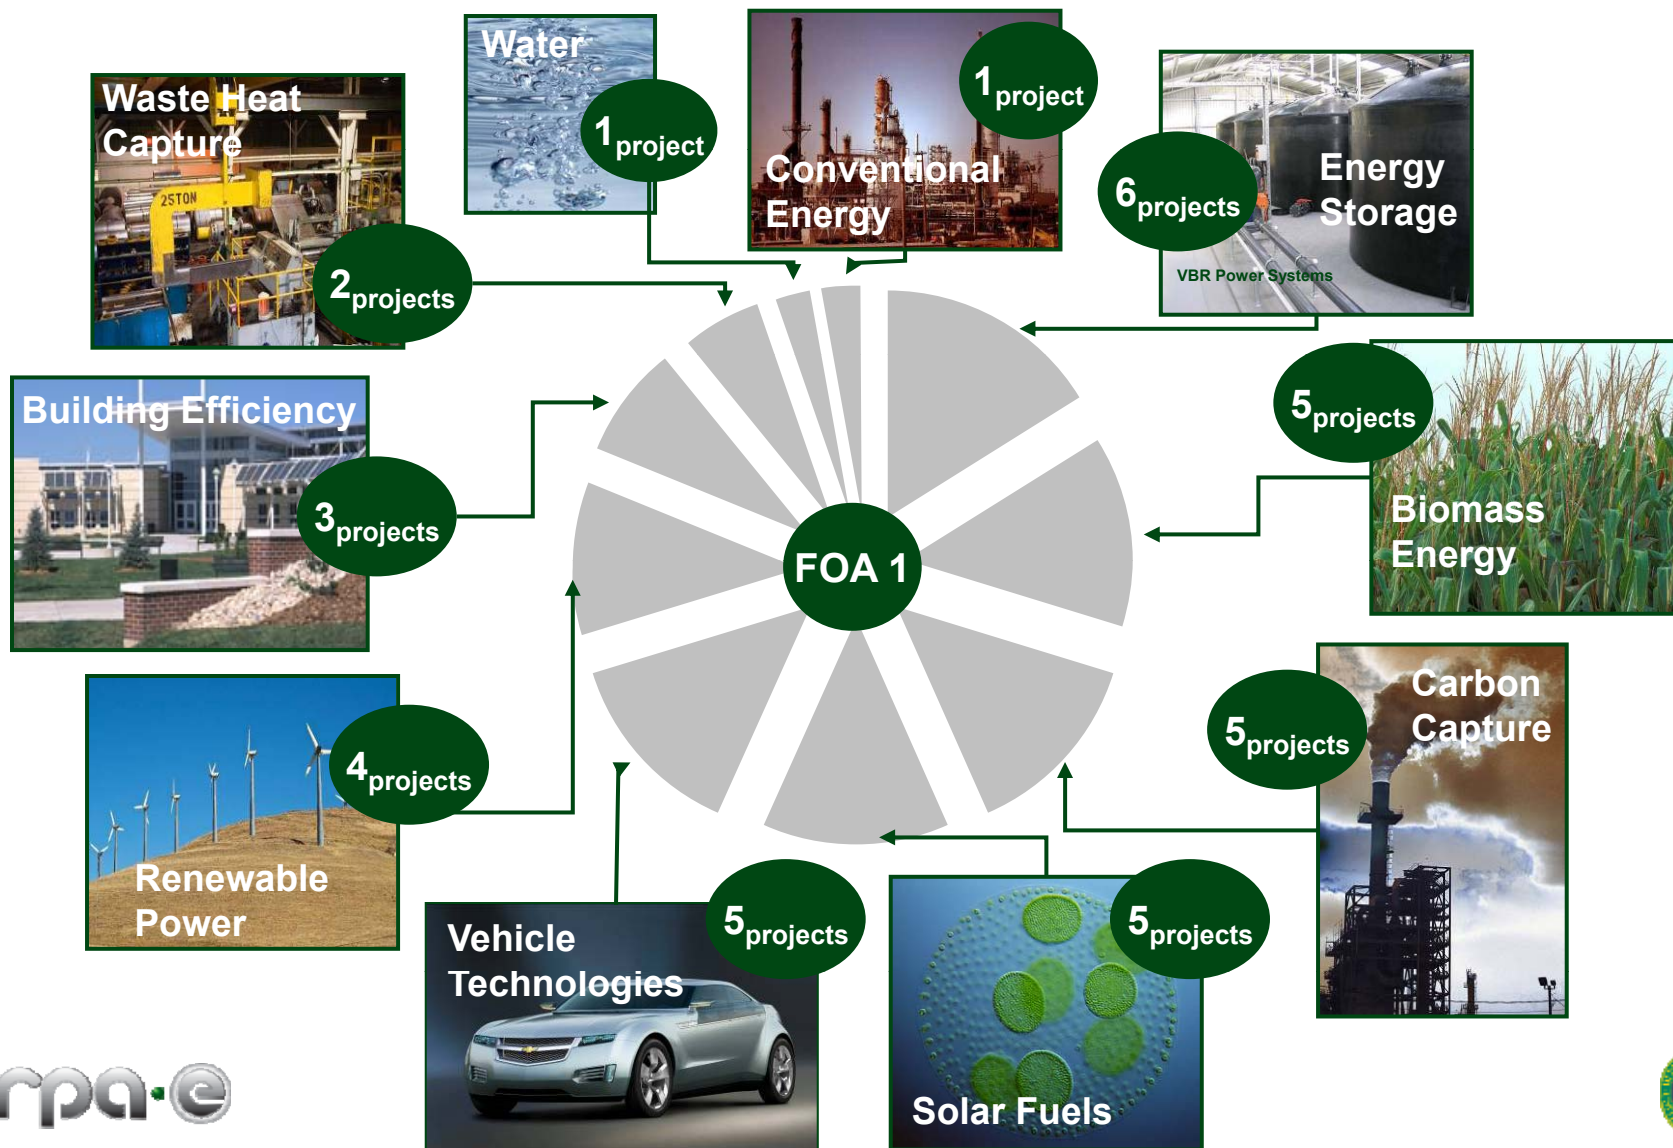 Water
1project
Conventional
Energy
1project
Energy
Storage
6projects
VBR Power Systems
Waste Heat
Capture
25TON
2projects
Building Efficiency
3projects
5projects
Biomass
Energy
FOA 1
Carbon
Capture
5projects
Renewable
Power
4projects
Vehicle
Technologies
5projects
Solar Fuels
5projects
rpa·e